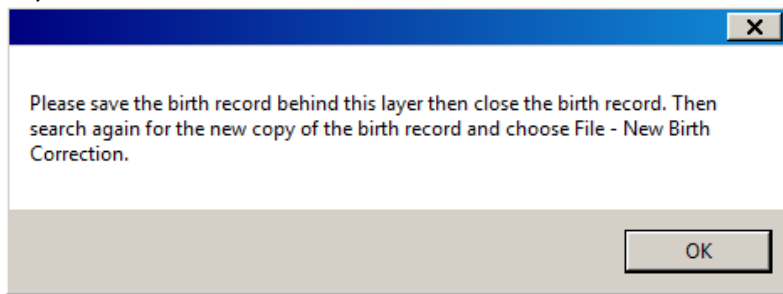 Please save the birth record behind this layer then close the birth record. Then
search again for the new copy of the birth record and choose File - New Birth
Correction.
OK